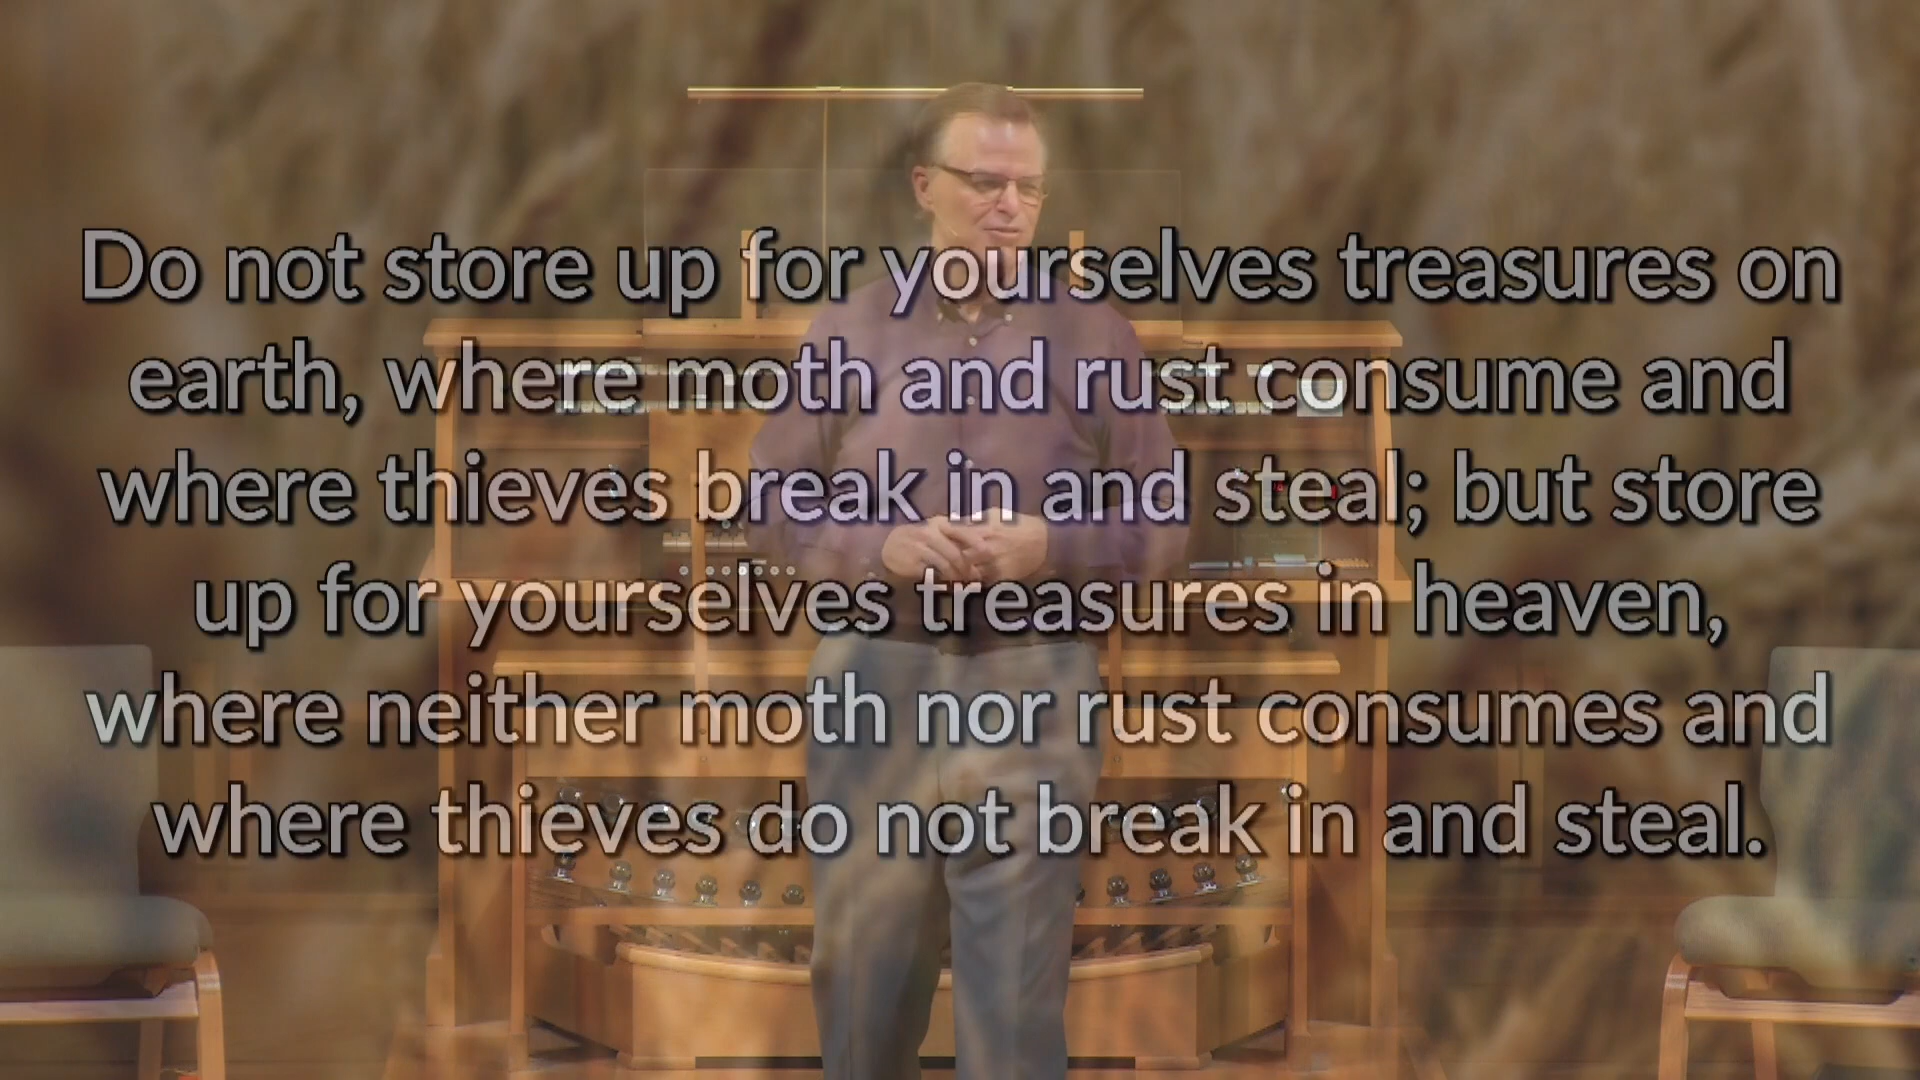 Do not store up for yourselves treasures on
earth, where moth and rust consume and
where thieves break in and steal; but store
up for yourselves treasures in heaven,
where neither moth nor rust consumes and
where thieves do not break in and steal.